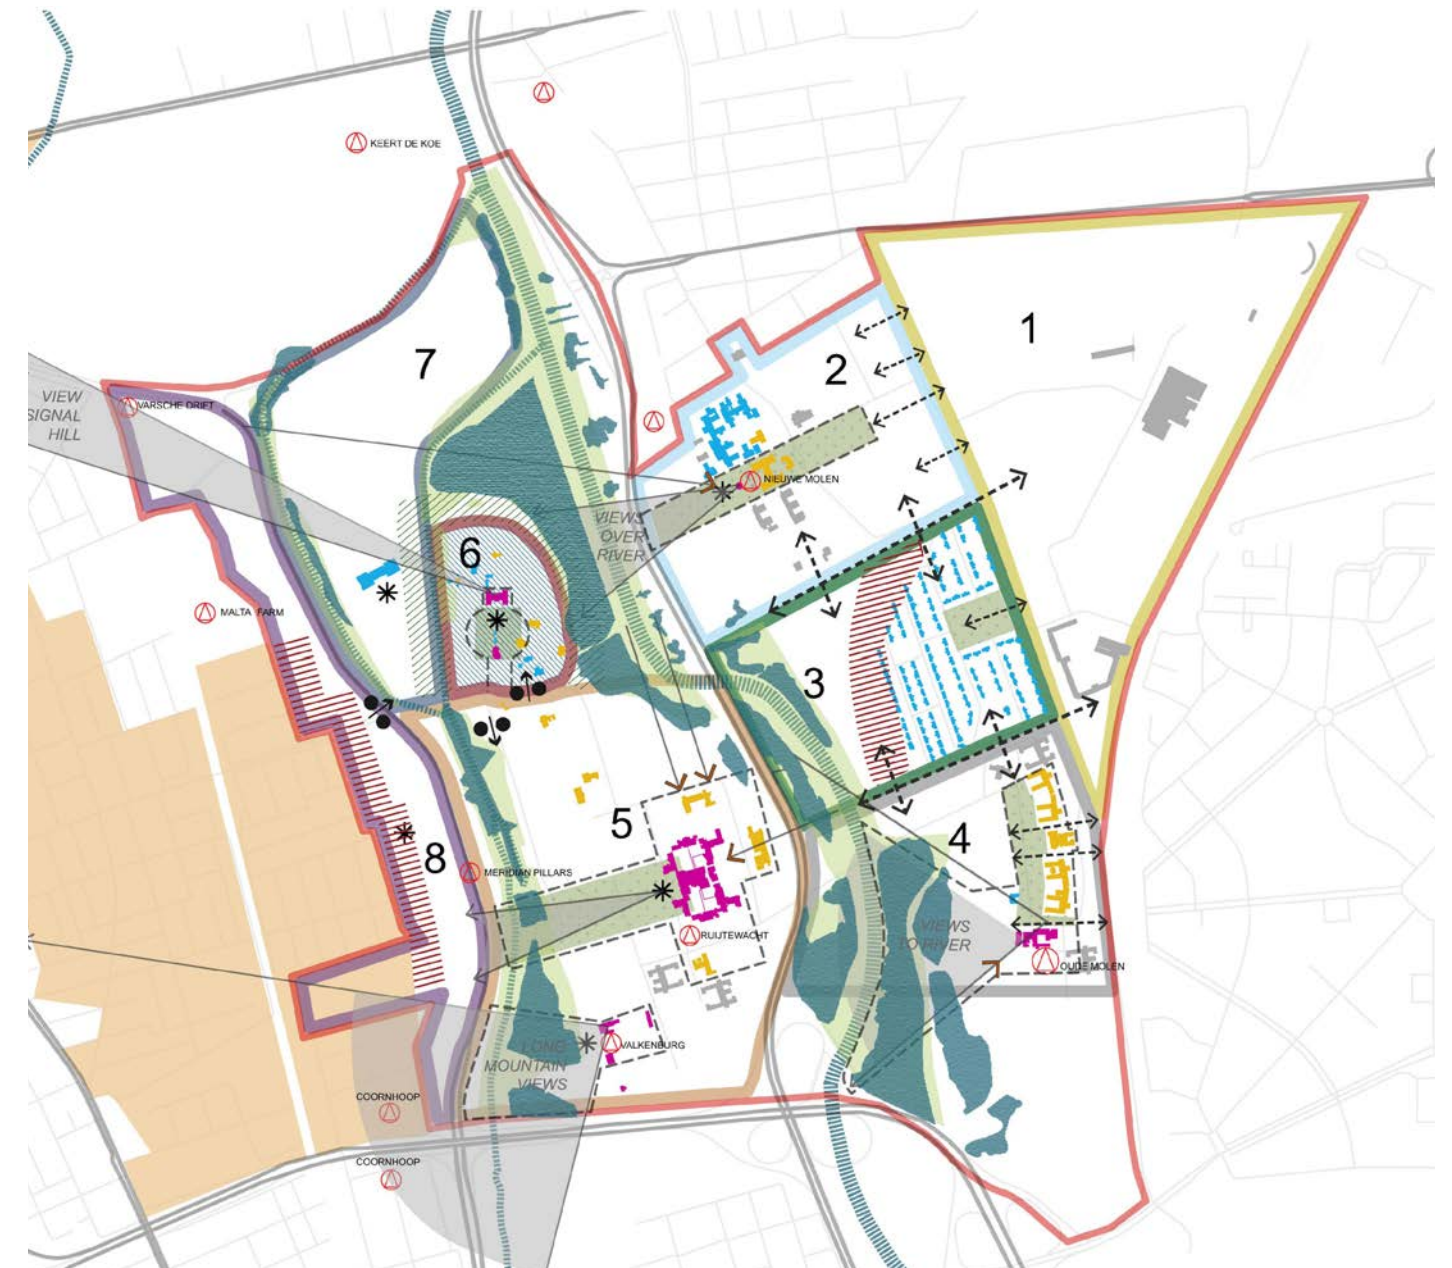 KEERT DE KOE
1
2
7
VIEW
SIGNAL
HILL
VARSCHE DRIFT
NIEUWE MOLEN
VIEWS
OVER
RIVER
6
MALTA FARM
3
5
4
8
MERIDIAN PILLARS
RUIJTEWACHT
VIEWS
TO RIVER
OUDE MOLEN
LONG
MOUNTAIN
VIEWS
VALKENBURG
COORNHOOP
COORNHOOP